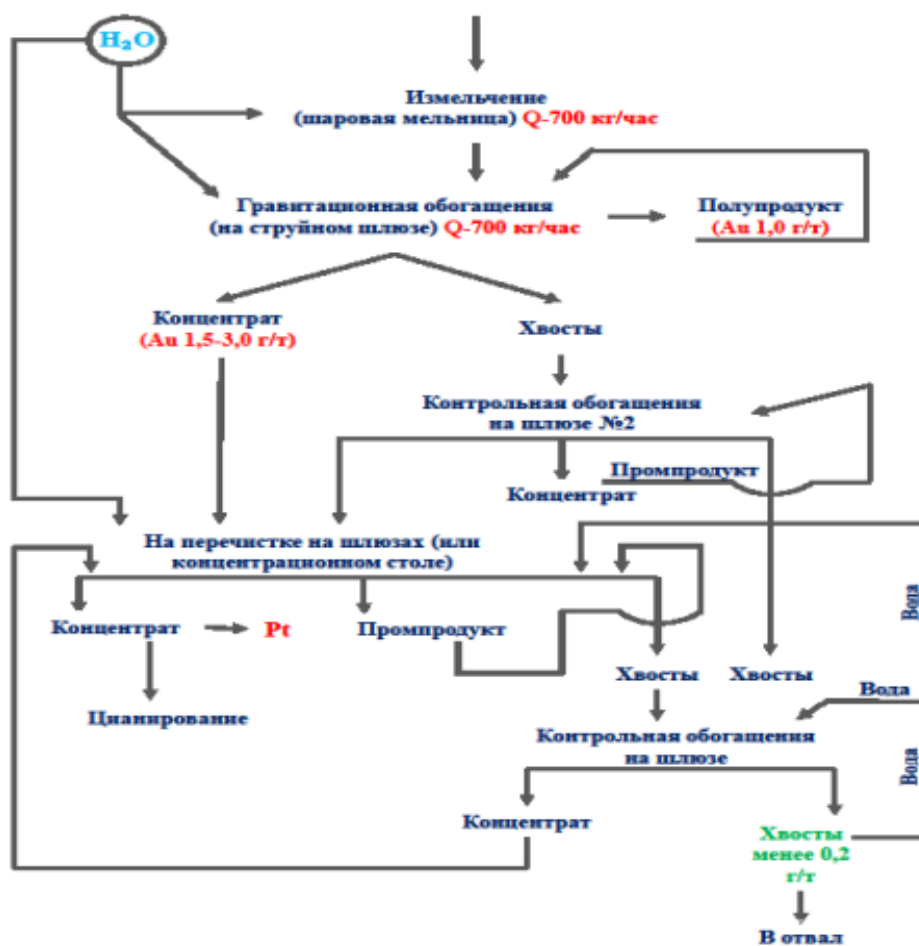 H₂O
Измельчение
(шаровая мельница) Q-700 кг/час
Гравитационная обогащения
(на струйном шлюзе) Q-700 кг/час
Полупродукт
(Au 1,0 г/т)
Концентрат
(Au 1,5-3,0 г/т)
Хвосты
Контрольная обогащения
на шлюзе №2
Промпродукт
Концентрат
На перечистке на шлюзах (или
концентрационном столе)
Вода
Концентрат
Pt
Промпродукт
Хвосты
Хвосты
Вода
Цианирование
Контрольная обогащения
на шлюзе
Вода
Концентрат
Хвосты
менее 0,2
г/т
В отвал